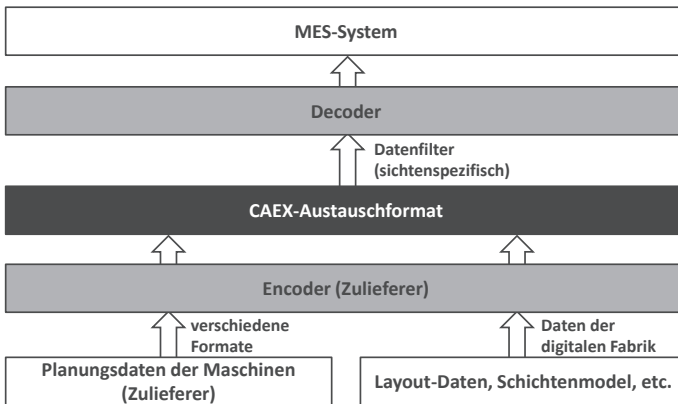 MES-System
Decoder
Datenfilter
(sichtenspezifisch)
CAEX-Austauschformat
Encoder (Zulieferer)
verschiedene
Formate
Daten der
digitalen Fabrik
Planungsdaten der Maschinen
(Zulieferer)
Layout-Daten, Schichtenmodel, etc.